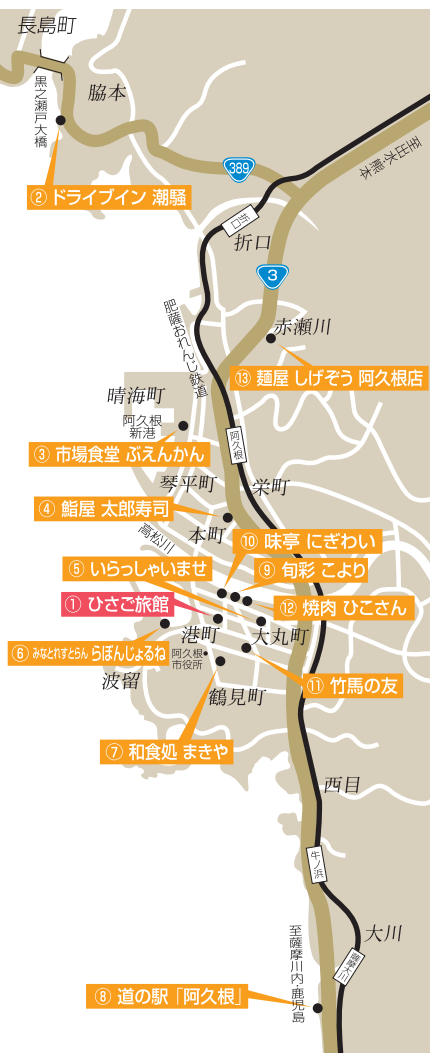 長島町
黒之瀬戸大橋
脇本
② ドライブイン 潮騒
389
至出水・熊本
折口
折口
3
赤瀬川
肥薩おれんじ鉄道
⑬ 麺屋 しげぞう 阿久根店
晴海町
阿久根
新港
阿久根
③ 市場食堂 ぶえんかん
琴平町
栄町
④ 鮨屋 太郎寿司
本町
高松川
⑩ 味亭 にぎわい
⑤ いらっしゃいませ
⑨ 旬彩 こより
① ひさご旅館
⑫ 焼肉 ひこさん
港町
大丸町
⑥ みなとれすとらん らぼんじょるね
阿久根
市役所
波留
⑪ 竹馬の友
鶴見町
⑦ 和食処 まきや
西目
牛ノ浜
大川
薩摩大川
至薩摩川内・鹿児島
⑧ 道の駅「阿久根」